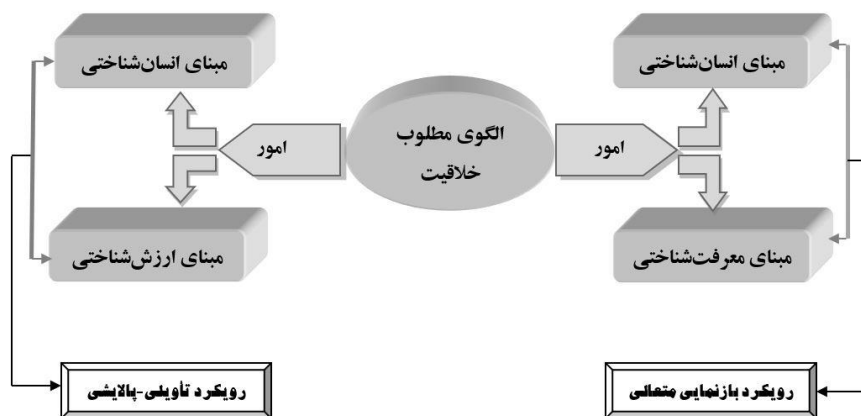 مبنای انسان‌شناختی
مبنای انسان‌شناختی
الگوی مطلوب
خلاقیت
امور
امور
مبنای معرفت‌شناختی
مبنای ارزش‌شناختی
رویکرد بازنمایی متعالی
رویکرد تأویلی-پالایشی